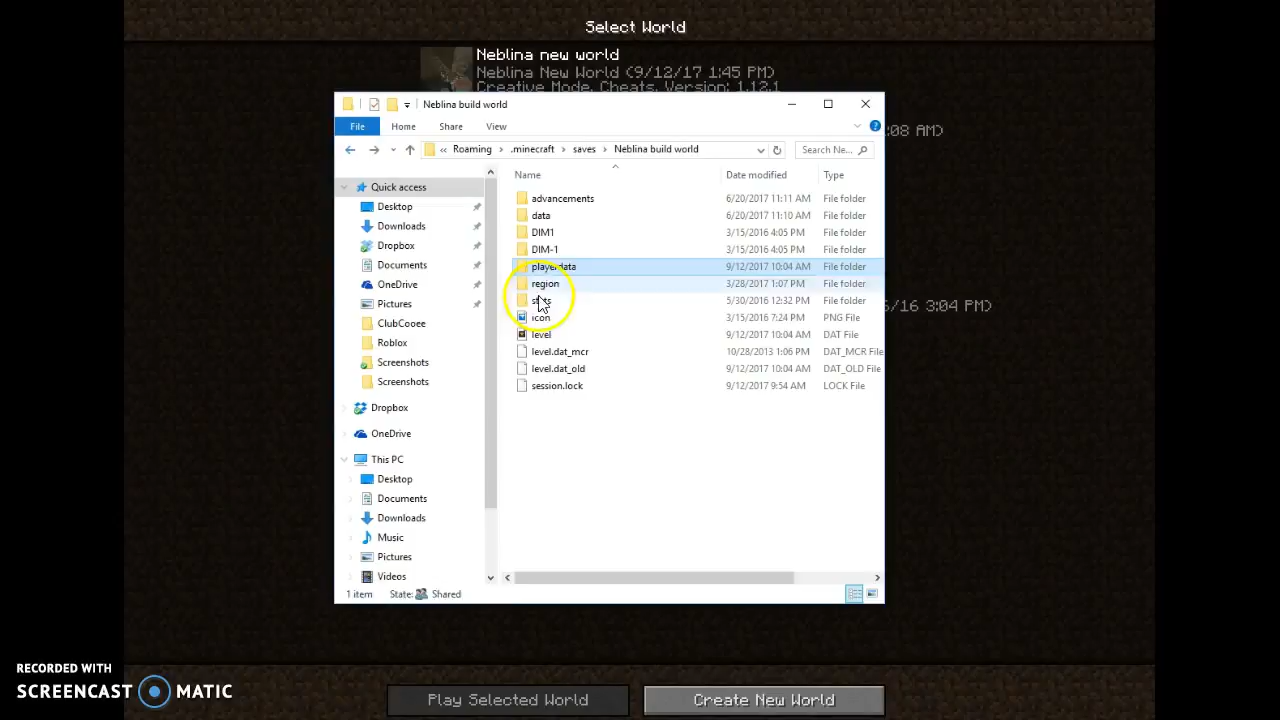 Select World
Neblina new world
Neblina New World (9/12/17 1:45 PM)
Creative Mode, Cheats, Version: 1.12.1
:08 AM)
/16 3:04 PM)
Neblina build world
File Home Share View
« Roaming > .minecraft > saves > Neblina build world
Search Ne...
Quick access
Desktop
Downloads
Dropbox
Documents
OneDrive
Pictures
ClubCooee
Roblox
Screenshots
Screenshots
Dropbox
OneDrive
This PC
Desktop
Documents
Downloads
Music
Pictures
Videos
Name Date modified Type
advancements 6/20/2017 11:11 AM File folder
data 6/20/2017 11:10 AM File folder
DIM1 3/15/2016 4:05 PM File folder
DIM-1 3/15/2016 4:05 PM File folder
playerdata 9/12/2017 10:04 AM File folder
region 3/28/2017 1:07 PM File folder
stats 5/30/2016 12:32 PM File folder
icon 3/15/2016 7:24 PM PNG File
level 9/12/2017 10:04 AM DAT File
level.dat_mcr 10/28/2013 1:06 PM DAT_MCR File
level.dat_old 9/12/2017 10:04 AM DAT_OLD File
session.lock 9/12/2017 9:54 AM LOCK File
1 item State: Shared
RECORDED WITH
SCREENCAST MATIC
Play Selected World
Create New World